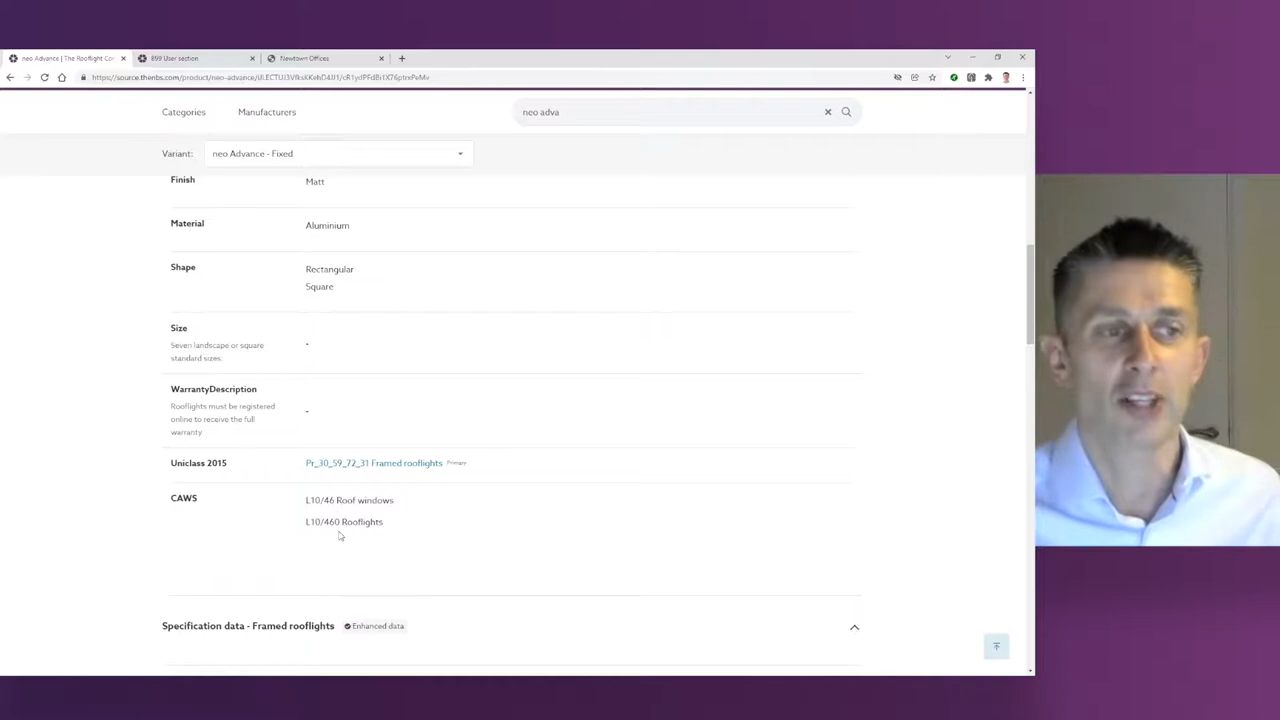 neo Advance | The Rooflight Co
899 User section
Newtown Offices
Categories
Manufacturers
neo adva
Variant:
neo Advance - Fixed
Finish
Matt
Material
Aluminium
Shape
Rectangular
Square
Size
Seven landscape or square
standard sizes.
-
WarrantyDescription
Rooflights must be registered
online to receive the full
warranty.
-
Uniclass 2015
Pr_30_59_72_31 Framed rooflights
Primary
CAWS
L10/46 Roof windows
L10/460 Rooflights
Specification data - Framed rooflights
Enhanced data